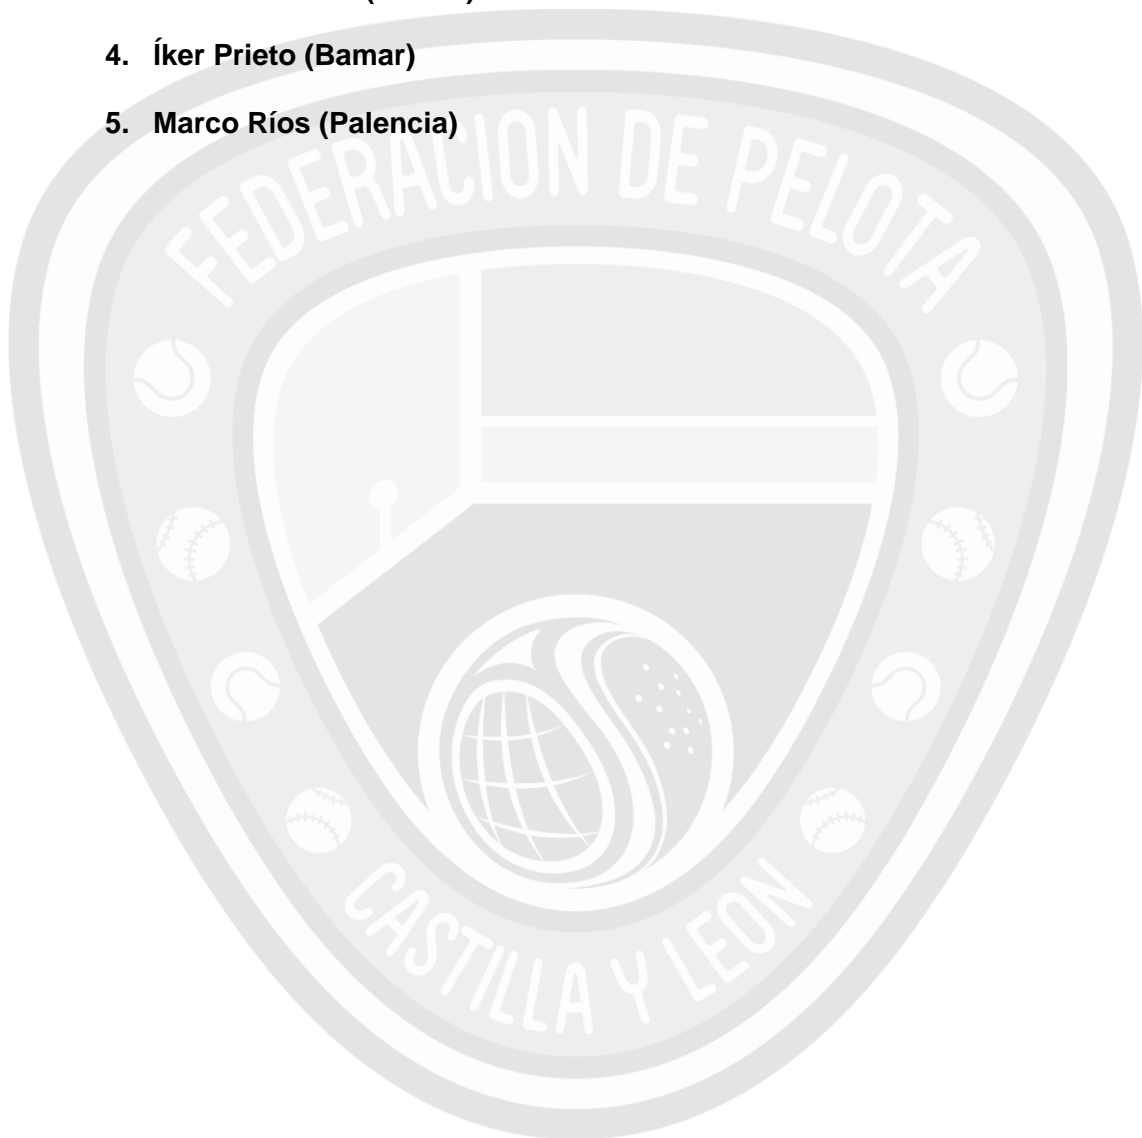 4. Íker Prieto (Bamar)
5. Marco Ríos (Palencia)
FEDERACION DE PELOTA
CASTILLA Y LEON